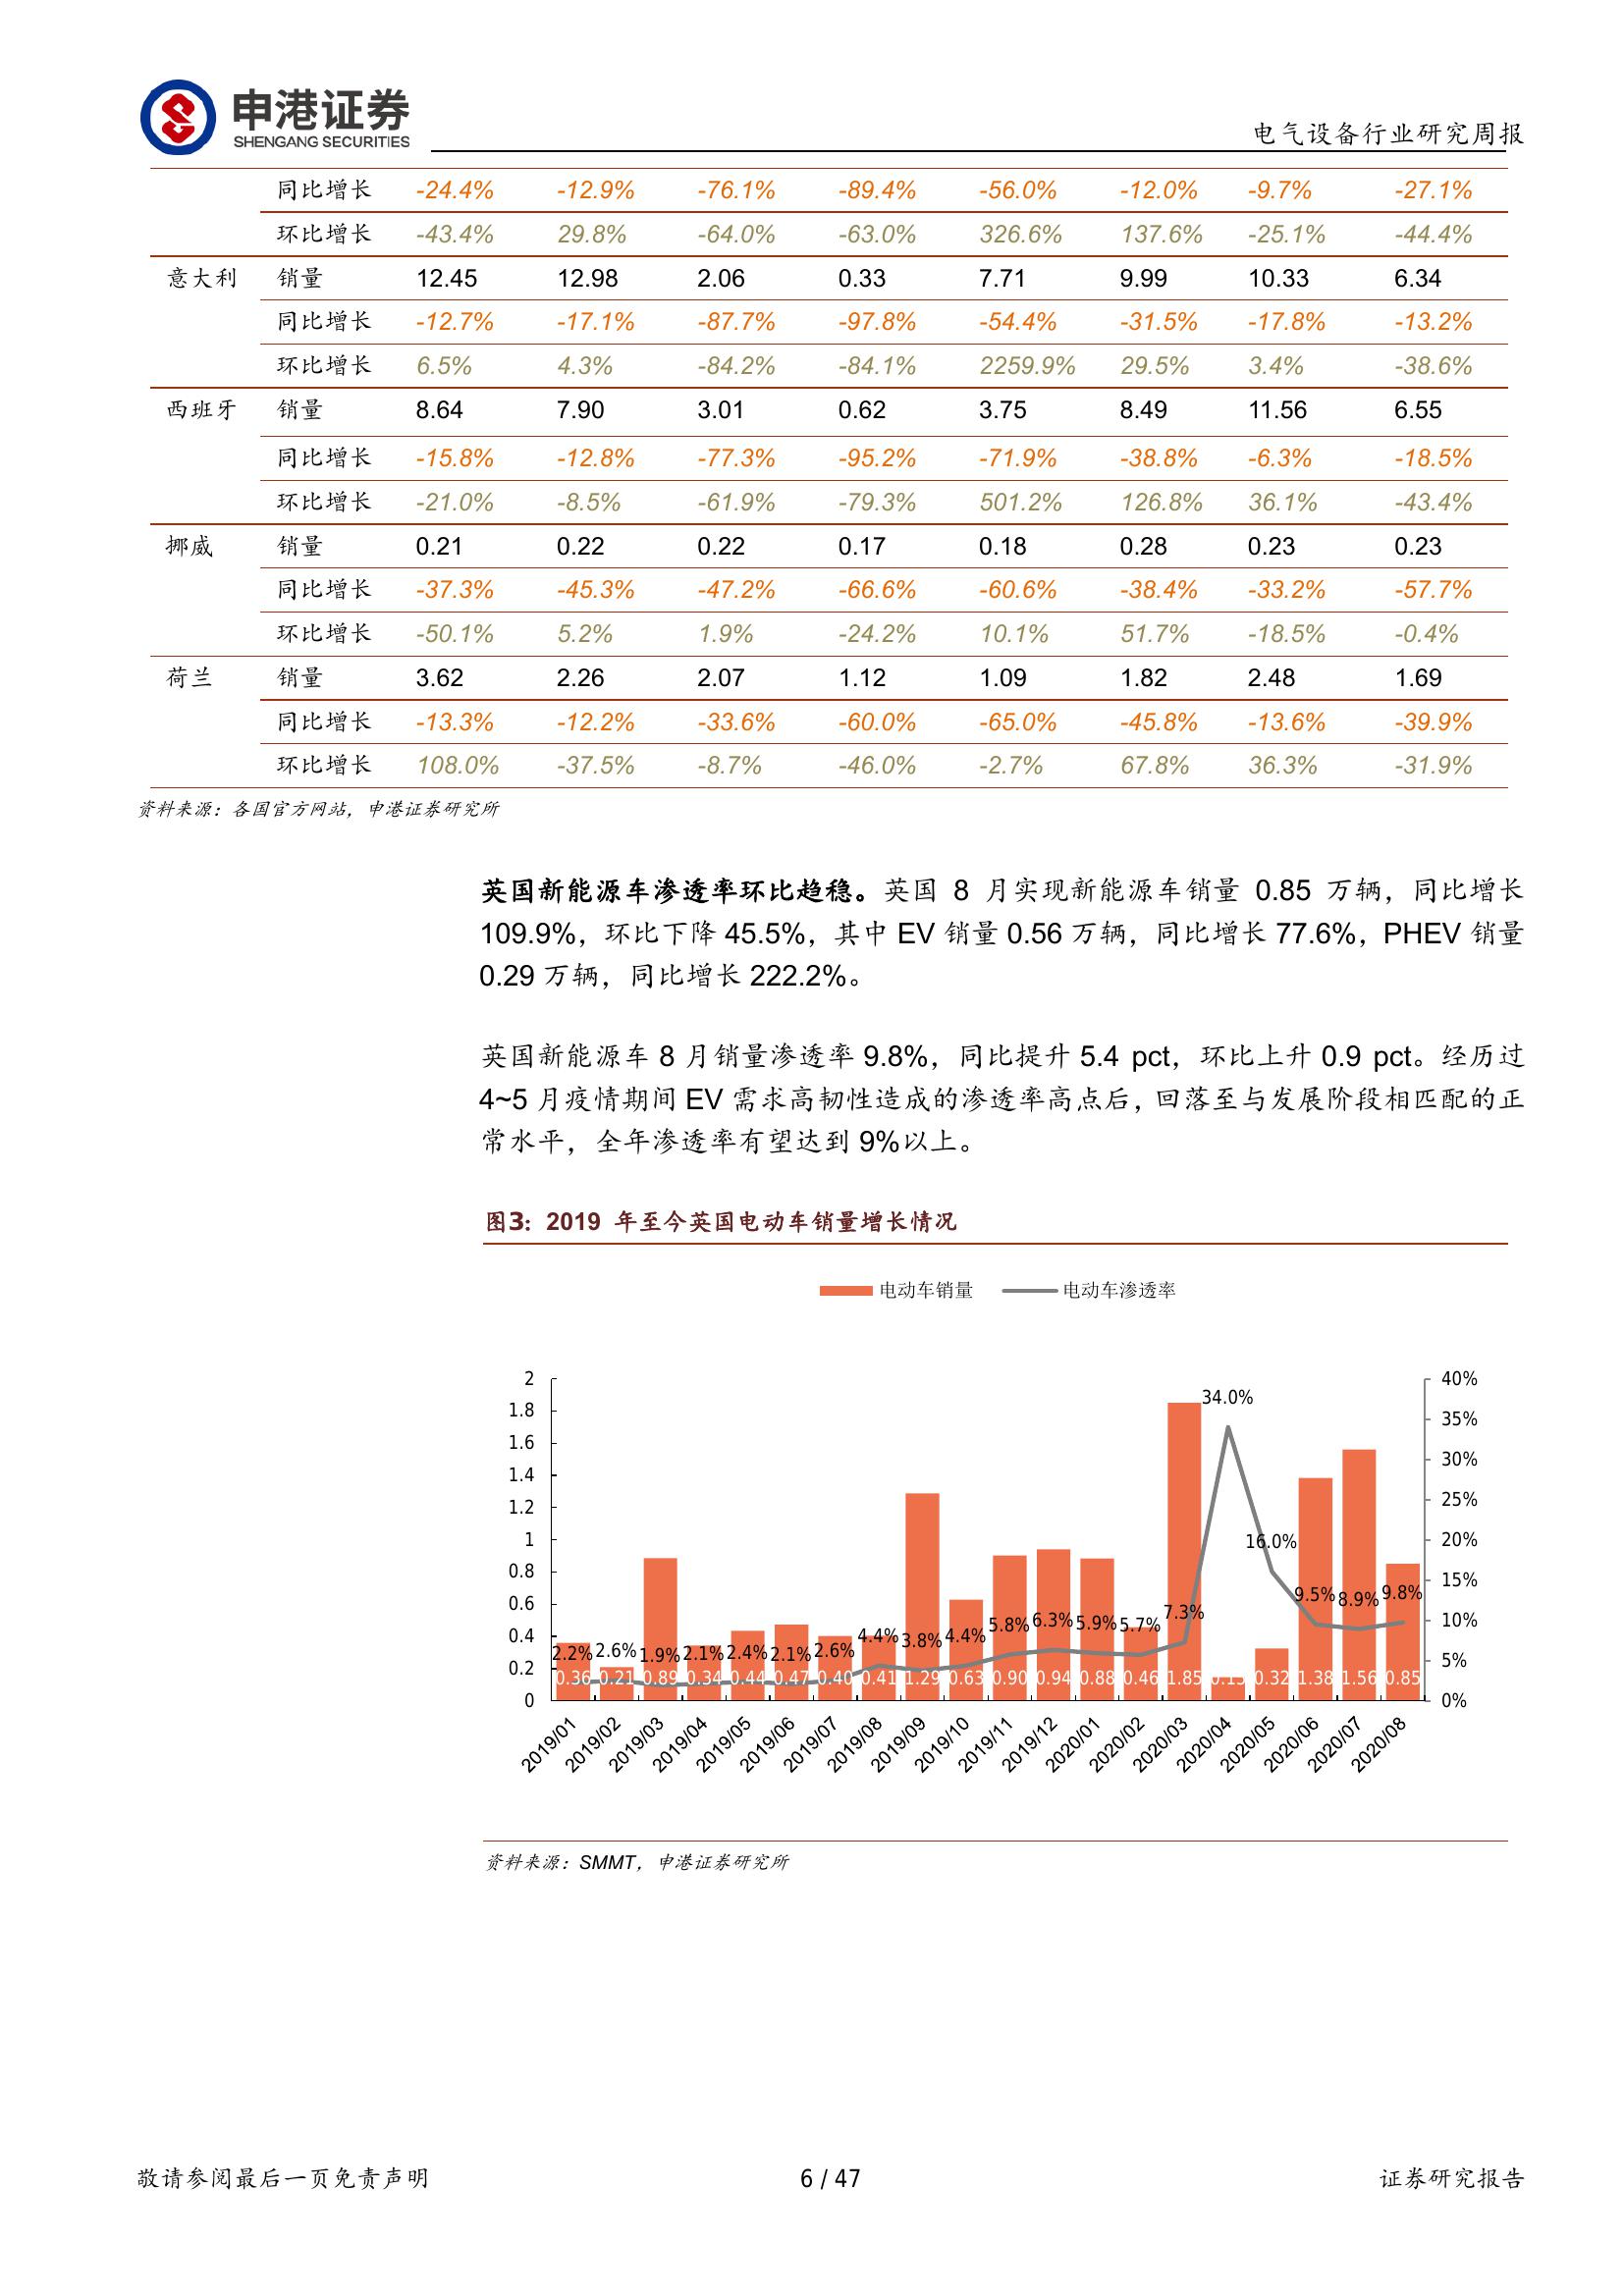 申港证券
SHENGANG SECURITIES
电气设备行业研究周报
同比增长 -24.4% -12.9% -76.1% -89.4% -56.0% -12.0% -9.7% -27.1%
环比增长 -43.4% 29.8% -64.0% -63.0% 326.6% 137.6% -25.1% -44.4%
意大利 销量 12.45 12.98 2.06 0.33 7.71 9.99 10.33 6.34
同比增长 -12.7% -17.1% -87.7% -97.8% -54.4% -31.5% -17.8% -13.2%
环比增长 6.5% 4.3% -84.2% -84.1% 2259.9% 29.5% 3.4% -38.6%
西班牙 销量 8.64 7.90 3.01 0.62 3.75 8.49 11.56 6.55
同比增长 -15.8% -12.8% -77.3% -95.2% -71.9% -38.8% -6.3% -18.5%
环比增长 -21.0% -8.5% -61.9% -79.3% 501.2% 126.8% 36.1% -43.4%
挪威 销量 0.21 0.22 0.22 0.17 0.18 0.28 0.23 0.23
同比增长 -37.3% -45.3% -47.2% -66.6% -60.6% -38.4% -33.2% -57.7%
环比增长 -50.1% 5.2% 1.9% -24.2% 10.1% 51.7% -18.5% -0.4%
荷兰 销量 3.62 2.26 2.07 1.12 1.09 1.82 2.48 1.69
同比增长 -13.3% -12.2% -33.6% -60.0% -65.0% -45.8% -13.6% -39.9%
环比增长 108.0% -37.5% -8.7% -46.0% -2.7% 67.8% 36.3% -31.9%
资料来源：各国官方网站，申港证券研究所
英国新能源车渗透率环比趋稳。英国 8 月实现新能源车销量 0.85 万辆，同比增长
109.9%，环比下降 45.5%，其中 EV 销量 0.56 万辆，同比增长 77.6%，PHEV 销量
0.29 万辆，同比增长 222.2%。
英国新能源车 8 月销量渗透率 9.8%，同比提升 5.4 pct，环比上升 0.9 pct。经历过
4~5 月疫情期间 EV 需求高韧性造成的渗透率高点后，回落至与发展阶段相匹配的正
常水平，全年渗透率有望达到 9%以上。
图3：2019 年至今英国电动车销量增长情况
电动车销量 电动车渗透率
2 1.8 1.6 1.4 1.2 1 0.8 0.6 0.4 0.2 0
40% 35% 30% 25% 20% 15% 10% 5% 0%
2.2% 2.6% 1.9% 2.1% 2.4% 2.1% 2.6% 4.4% 3.8% 4.4% 5.8% 6.3% 5.9% 5.7% 7.3% 34.0% 16.0% 9.5% 8.9% 9.8%
0.36 0.21 0.89 0.34 0.44 0.47 0.40 0.41 1.29 0.63 0.90 0.94 0.88 0.46 1.85 0.32 1.38 1.56 0.85
2019/01 2019/02 2019/03 2019/04 2019/05 2019/06 2019/07 2019/08 2019/09 2019/10 2019/11 2019/12 2020/01 2020/02 2020/03 2020/04 2020/05 2020/06 2020/07 2020/08
资料来源：SMMT，申港证券研究所
敬请参阅最后一页免责声明
6 / 47
证券研究报告